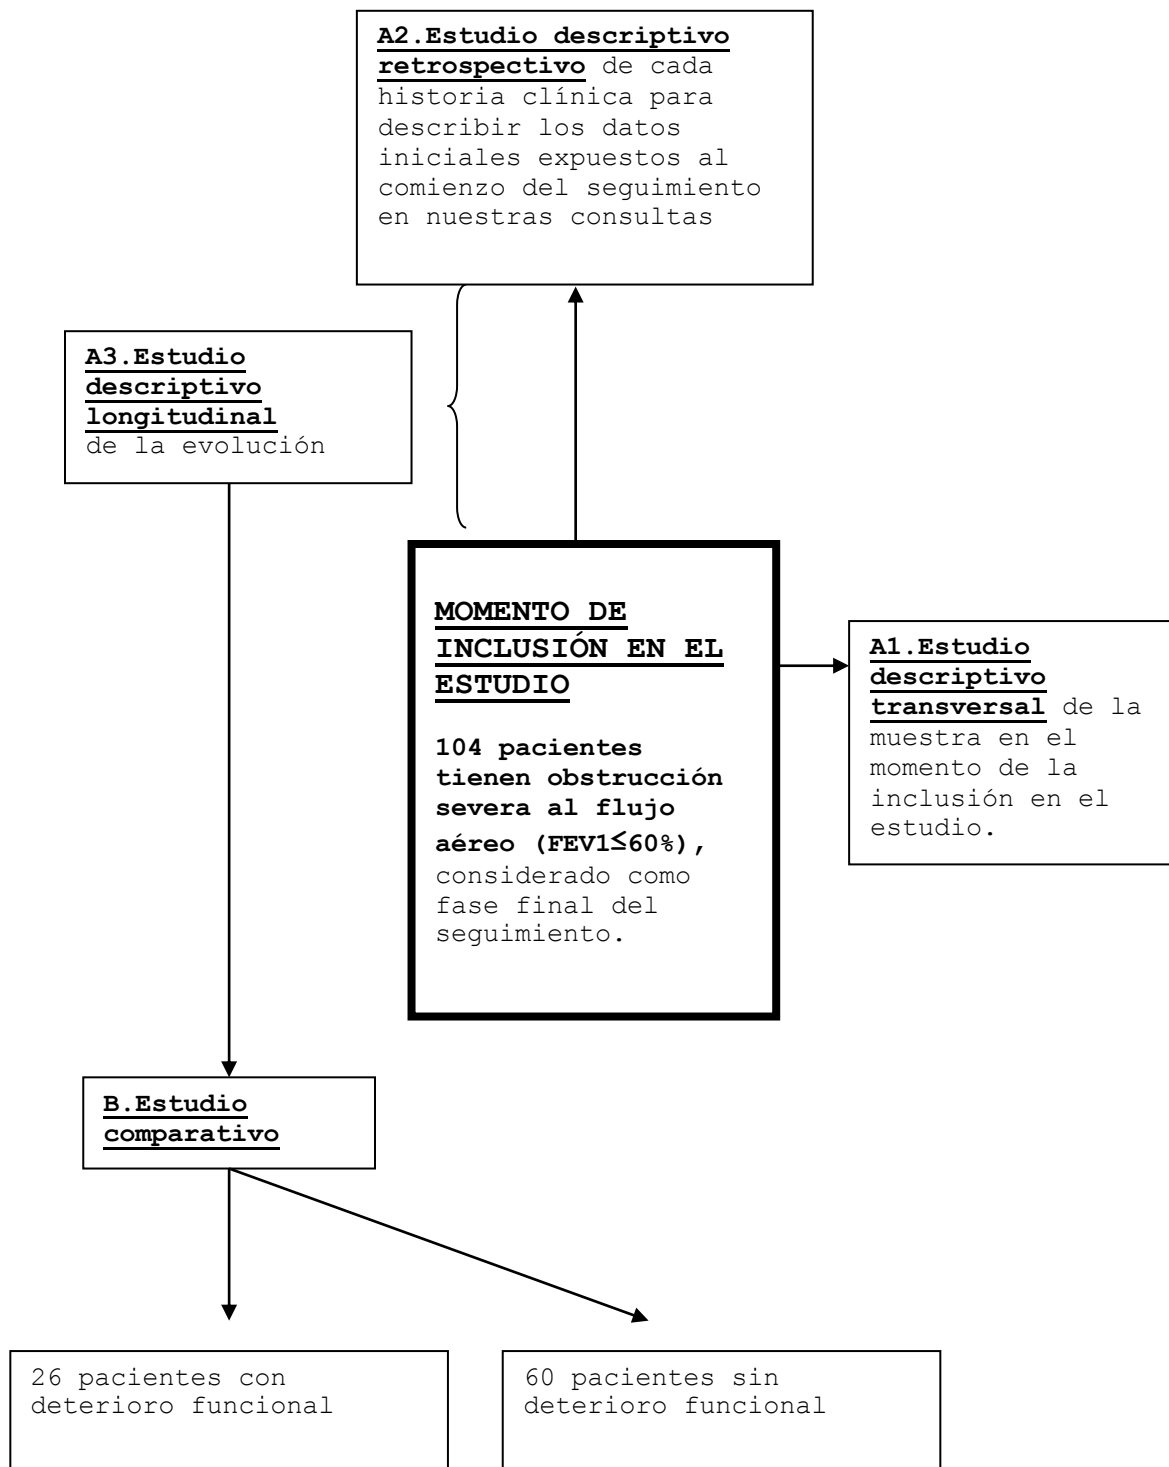 A2.Estudio descriptivo
retrospectivo de cada
historia clínica para
describir los datos
iniciales expuestos al
comienzo del seguimiento
en nuestras consultas
A3.Estudio
descriptivo
longitudinal
de la evolución
MOMENTO DE
INCLUSIÓN EN EL
ESTUDIO
104 pacientes
tienen obstrucción
severa al flujo
aéreo (FEV1≤60%),
considerado como
fase final del
seguimiento.
A1.Estudio
descriptivo
transversal de la
muestra en el
momento de la
inclusión en el
estudio.
B.Estudio
comparativo
26 pacientes con
deterioro funcional
60 pacientes sin
deterioro funcional